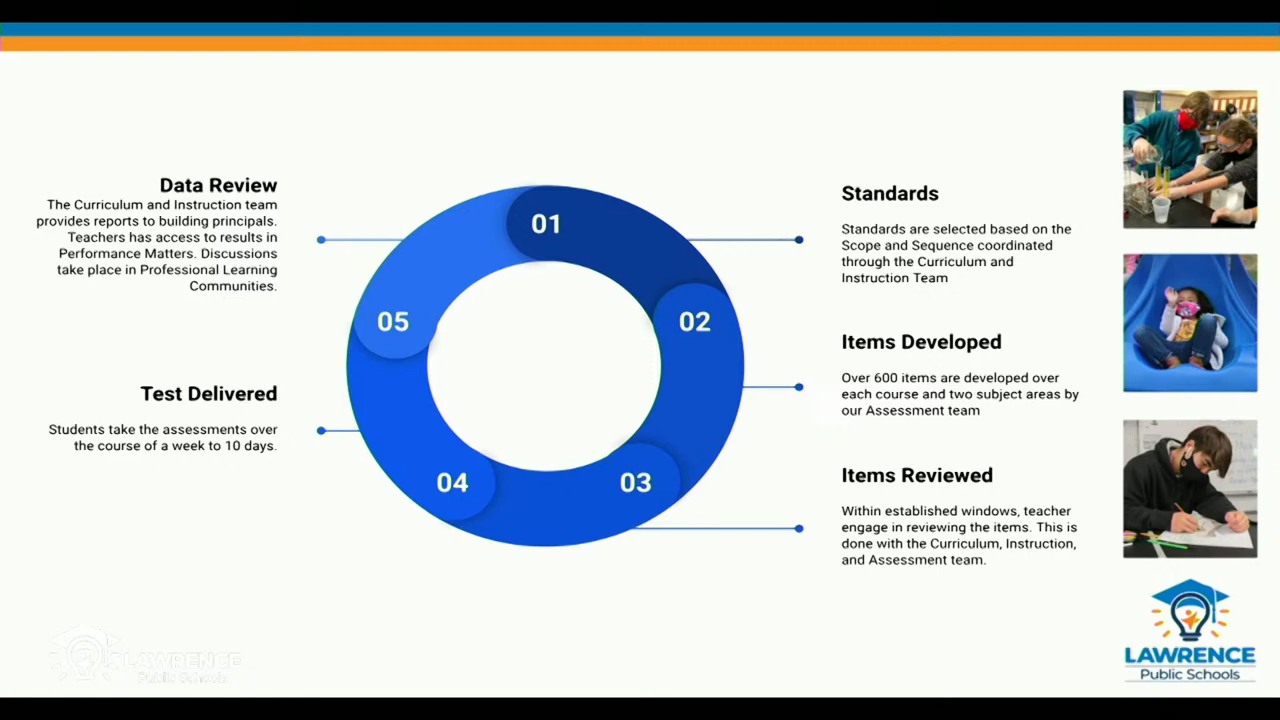 Data Review
The Curriculum and Instruction team
provides reports to building principals.
Teachers has access to results in
Performance Matters. Discussions
take place in Professional Learning
Communities.
Test Delivered
Students take the assessments over
the course of a week to 10 days.
01
02
03
04
05
Standards
Standards are selected based on the
Scope and Sequence coordinated
through the Curriculum and
Instruction Team
Items Developed
Over 600 items are developed over
each course and two subject areas by
our Assessment team
Items Reviewed
Within established windows, teacher
engage in reviewing the items. This is
done with the Curriculum, Instruction,
and Assessment team.
LAWRENCE
Public Schools
LAWRENCE
Public Schools